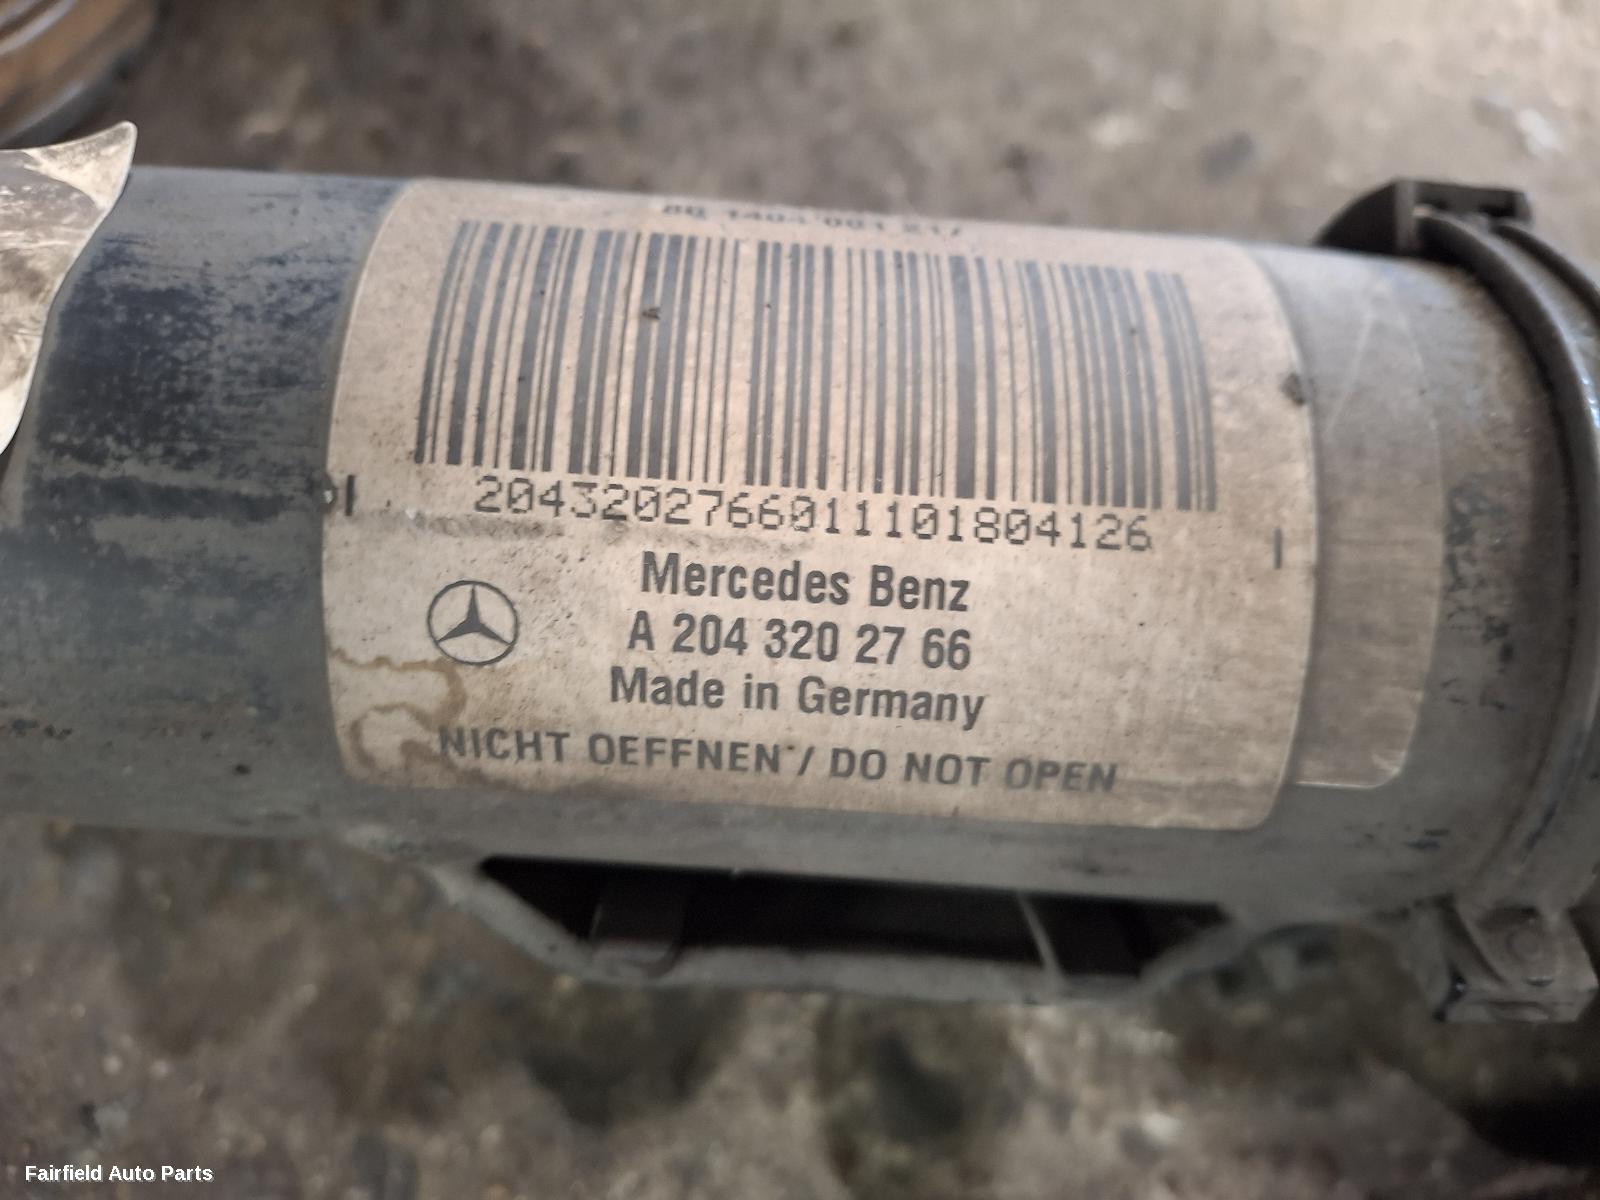 2043202766011101804126
Mercedes Benz
A 204 320 27 66
Made in Germany
NICHT OEFFNEN / DO NOT OPEN
Fairfield Auto Parts